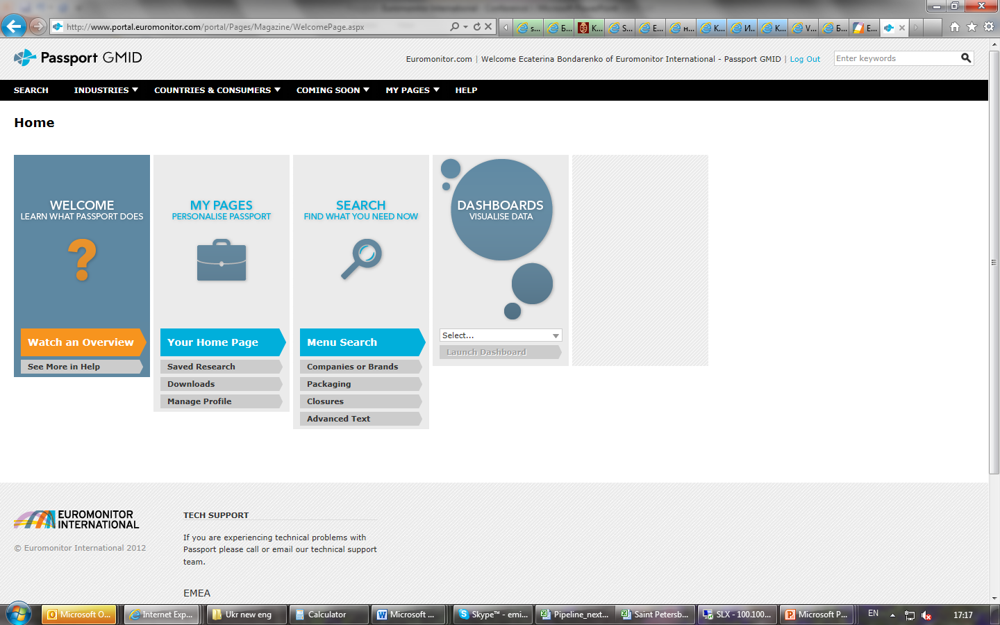 http://www.portal.euromonitor.com/portal/Pages/Magazine/WelcomePage.aspx
s...
Б...
K...
S...
E...
н...
K...
И...
K...
V...
Б...
E...
Passport GMID
Euromonitor.com | Welcome Ecaterina Bondarenko of Euromonitor International - Passport GMID | Log Out
Enter keywords
SEARCH INDUSTRIES COUNTRIES & CONSUMERS COMING SOON MY PAGES HELP
Home
WELCOME
LEARN WHAT PASSPORT DOES
?
Watch an Overview
See More in Help
MY PAGES
PERSONALISE PASSPORT
Your Home Page
Saved Research
Downloads
Manage Profile
SEARCH
FIND WHAT YOU NEED NOW
Menu Search
Companies or Brands
Packaging
Closures
Advanced Text
DASHBOARDS
VISUALISE DATA
Select...
Launch Dashboard
EUROMONITOR
INTERNATIONAL
© Euromonitor International 2012
TECH SUPPORT
If you are experiencing technical problems with
Passport please call or email our technical support
team.
EMEA
Microsoft O...
Internet Exp...
Ukr new eng
Calculator
Microsoft ...
Skype™ - emi...
Pipeline_next...
Saint Petersb...
SLX - 100.100...
Microsoft P...
EN
17:17